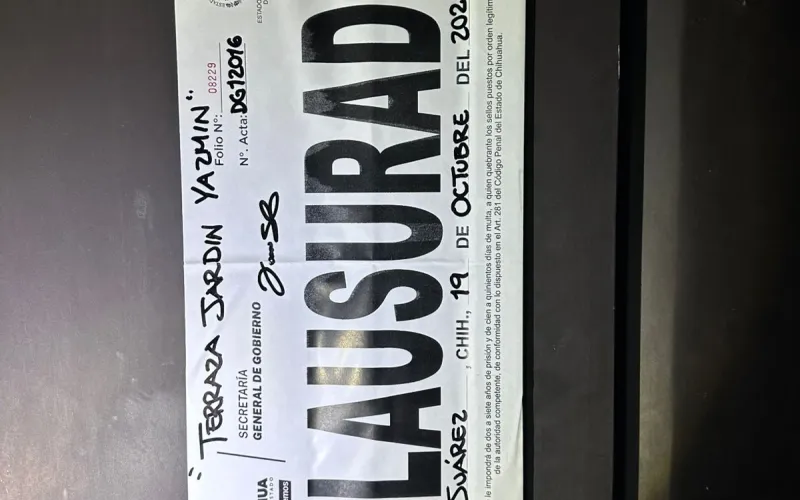 "TERRAZA JARDIN YAZMIN"
Folio N°: 08229
N°. Acta: DG12016
SECRETARÍA
GENERAL DE GOBIERNO
LAUSURAD
JUÁREZ, CHIH., 19 DE OCTUBRE DEL 202
le impondrá de dos a siete años de prisión y de cien a quinientos días de multa, a quien quebrante los sellos puestos por orden legítim
de la autoridad competente, de conformidad con lo dispuesto en el Art. 281 del Código Penal del Estado de Chihuahua.